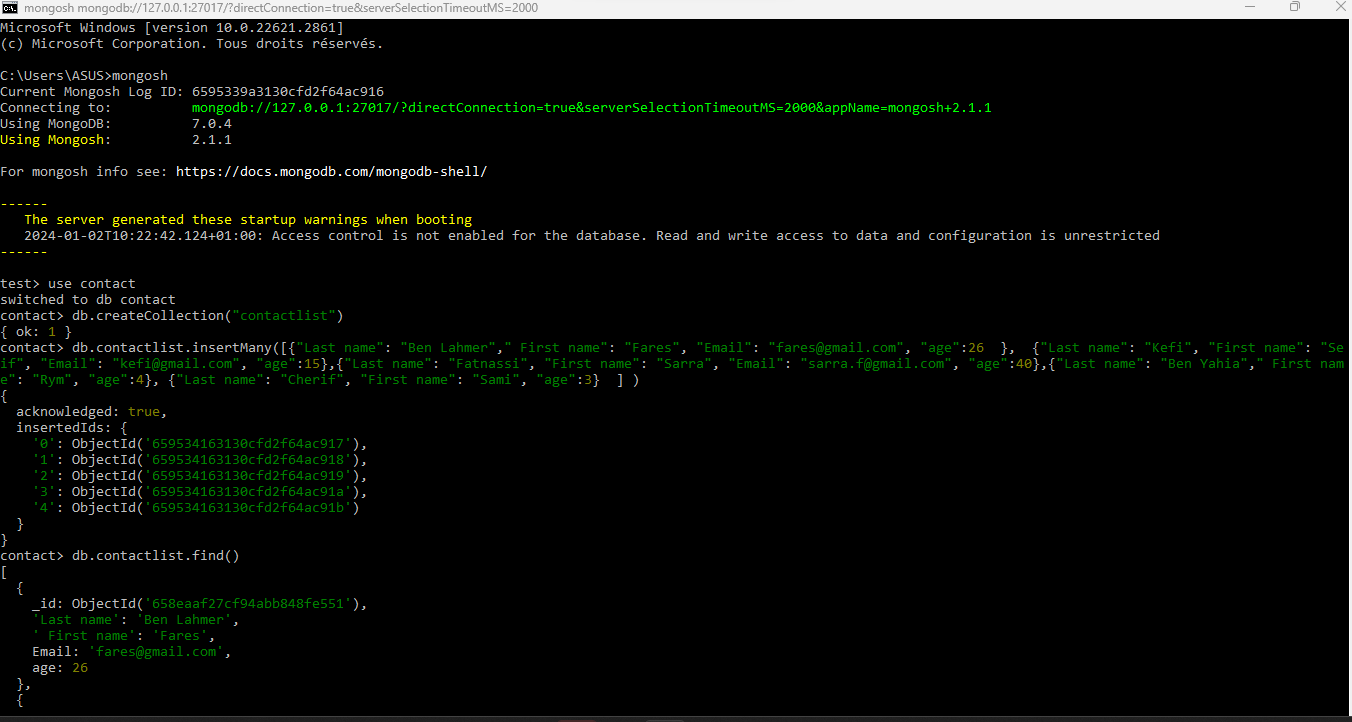 mongosh mongodb://127.0.0.1:27017/?directConnection=true&serverSelectionTimeoutMS=2000
Microsoft Windows [version 10.0.22621.2861]
(c) Microsoft Corporation. Tous droits réservés.
C:\Users\ASUS>mongosh
Current Mongosh Log ID: 6595339a3130cfd2f64ac916
Connecting to: mongodb://127.0.0.1:27017/?directConnection=true&serverSelectionTimeoutMS=2000&appName=mongosh+2.1.1
Using MongoDB: 7.0.4
Using Mongosh: 2.1.1
For mongosh info see: https://docs.mongodb.com/mongodb-shell/
------
The server generated these startup warnings when booting
2024-01-02T10:22:42.124+01:00: Access control is not enabled for the database. Read and write access to data and configuration is unrestricted
------
test> use contact
switched to db contact
contact> db.createCollection("contactlist")
{ ok: 1 }
contact> db.contactlist.insertMany([{"Last name": "Ben Lahmer"," First name": "Fares", "Email": "fares@gmail.com", "age":26  },  {"Last name": "Kefi", "First name": "Se
if", "Email": "kefi@gmail.com", "age":15},{"Last name": "Fatnassi", "First name": "Sarra", "Email": "sarra.f@gmail.com", "age":40},{"Last name": "Ben Yahia"," First nam
e": "Rym", "age":4}, {"Last name": "Cherif", "First name": "Sami", "age":3}  ] )
{
  acknowledged: true,
  insertedIds: {
    '0': ObjectId('659534163130cfd2f64ac917'),
    '1': ObjectId('659534163130cfd2f64ac918'),
    '2': ObjectId('659534163130cfd2f64ac919'),
    '3': ObjectId('659534163130cfd2f64ac91a'),
    '4': ObjectId('659534163130cfd2f64ac91b')
  }
}
contact> db.contactlist.find()
[
  {
    _id: ObjectId('658eaaf27cf94abb848fe551'),
    'Last name': 'Ben Lahmer',
    ' First name': 'Fares',
    Email: 'fares@gmail.com',
    age: 26
  },
  {